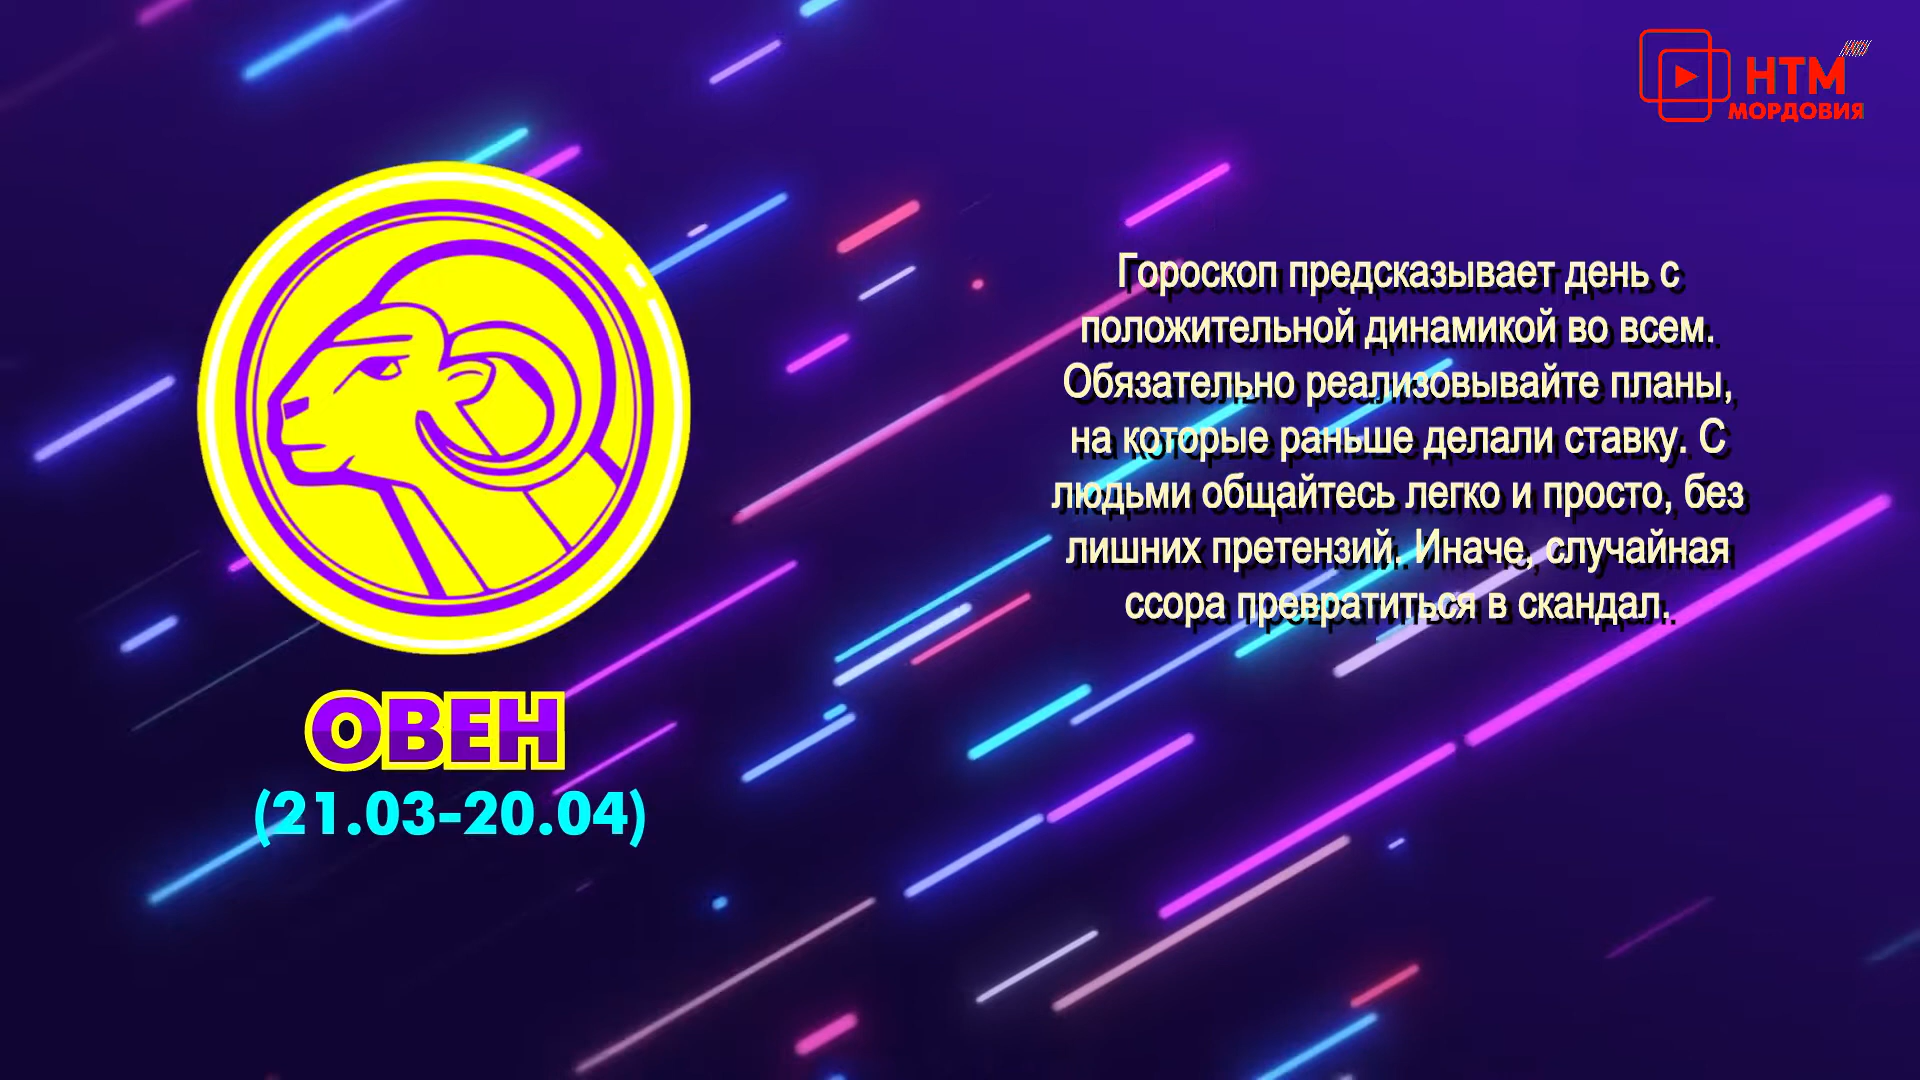 НТМ
МОРДОВИЯ
Гороскоп предсказывает день с
положительной динамикой во всем.
Обязательно реализовывайте планы,
на которые раньше делали ставку. С
людьми общайтесь легко и просто, без
лишних претензий. Иначе, случайная
ссора превратиться в скандал.
ОВЕН
(21.03-20.04)